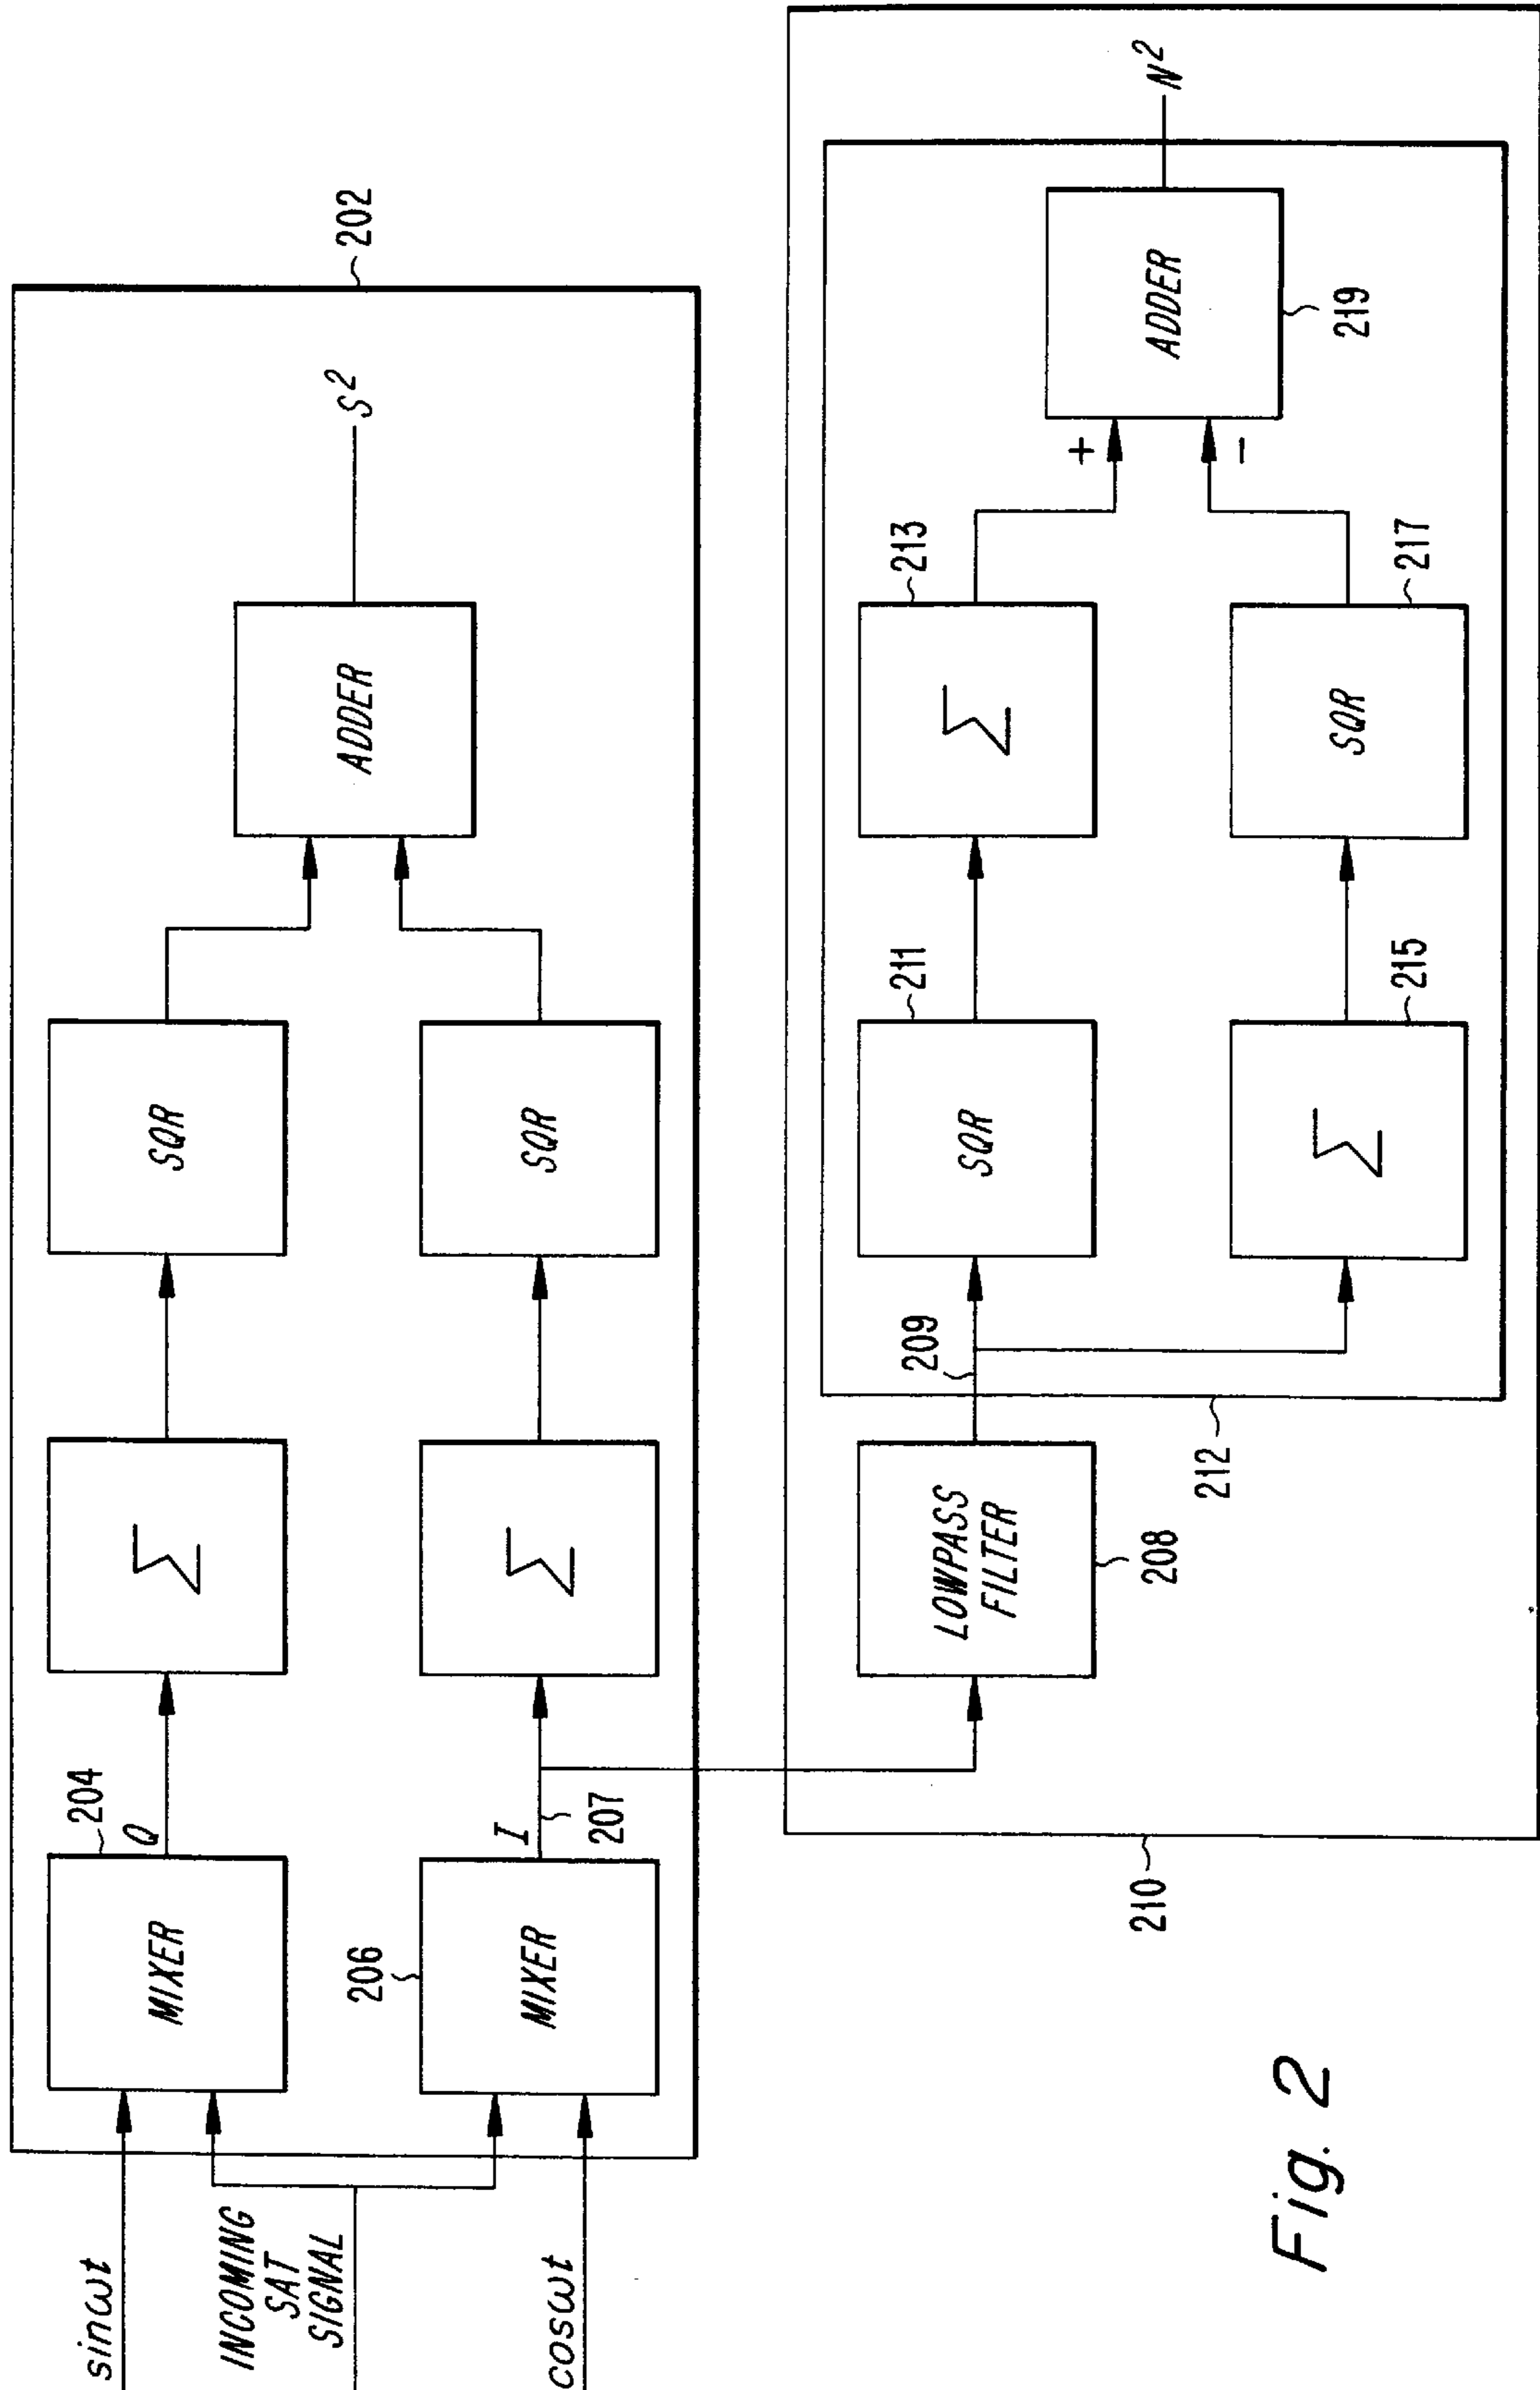 sinωt
INCOMING
SAT
SIGNAL
cosωt
MIXER
204
Q
Σ
SQR
ADDER
S²
202
206
MIXER
I
207
Σ
SQR
210
LOWPASS
FILTER
208
209
212
SQR
211
Σ
213
Σ
215
SQR
217
+
-
ADDER
219
N²
Fig. 2